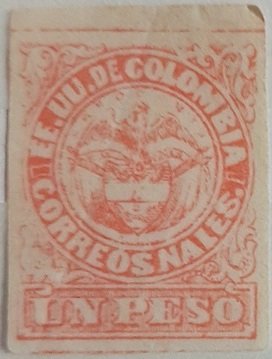 EE. UU. DE COLOMBIA
CORREOS NALES.
UN PESO